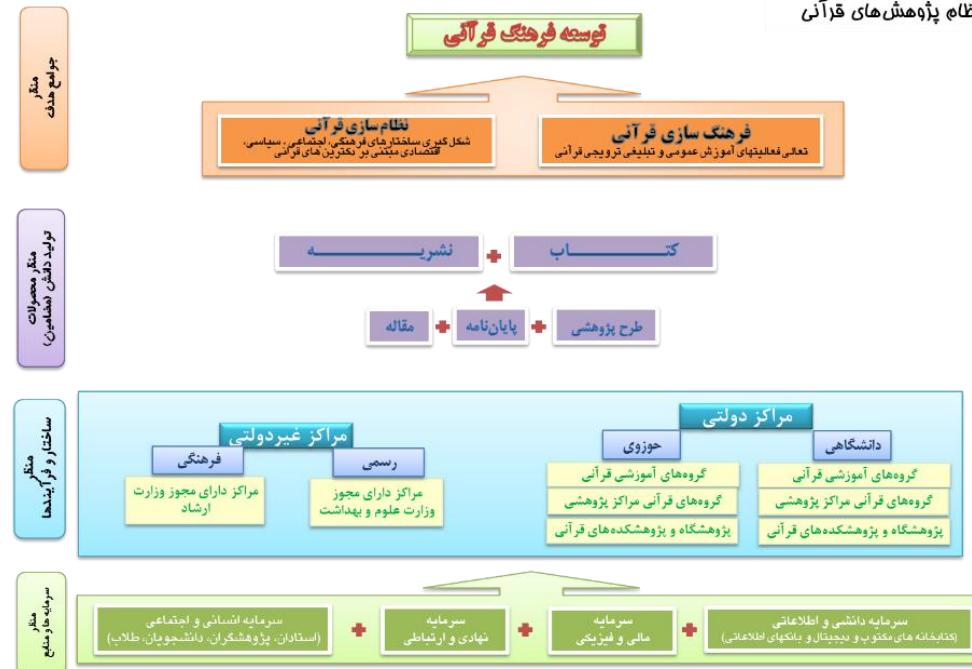 ظام پژوهش‌های قرآنی
توسعه فرهنگ قرآنی
منظر
جوامع هدف
فرهنگ سازی قرآنی
تعالی فعالیتهای آموزش عمومی و تبلیغی ترویجی قرآنی
نظام‌سازی قرآنی
شکل گیری ساختارهای فرهنگی، اجتماعی، سیاسی،
اقتصادی مبتنی بر دکترین های قرآنی
منظر محصولات
تولید دانش (مضامین)
کتـــــــــاب
+
نشریـــــــــه
طرح پژوهشی
+
پایان‌نامه
+
مقاله
منظر
ساختار و فرآیندها
مراکز دولتی
دانشگاهی
گروه‌های آموزشی قرآنی
گروه‌های قرآنی مراکز پژوهشی
پژوهشگاه و پژوهشکده‌های قرآنی
حوزوی
گروه‌های آموزشی قرآنی
گروه‌های قرآنی مراکز پژوهشی
پژوهشگاه و پژوهشکده‌های قرآنی
مراکز غیردولتی
رسمی
مراکز دارای مجوز
وزارت علوم و بهداشت
فرهنگی
مراکز دارای مجوز وزارت
ارشاد
منظر
سرمایه ها و منابع
سرمایه دانشی و اطلاعاتی
(کتابخانه های مکتوب و دیجیتال و بانکهای اطلاعاتی)
+
سرمایه
مالی و فیزیکی
+
سرمایه
نهادی و ارتباطی
+
سرمایه انسانی و اجتماعی
(استادان، پژوهشگران، دانشجویان، طلاب)